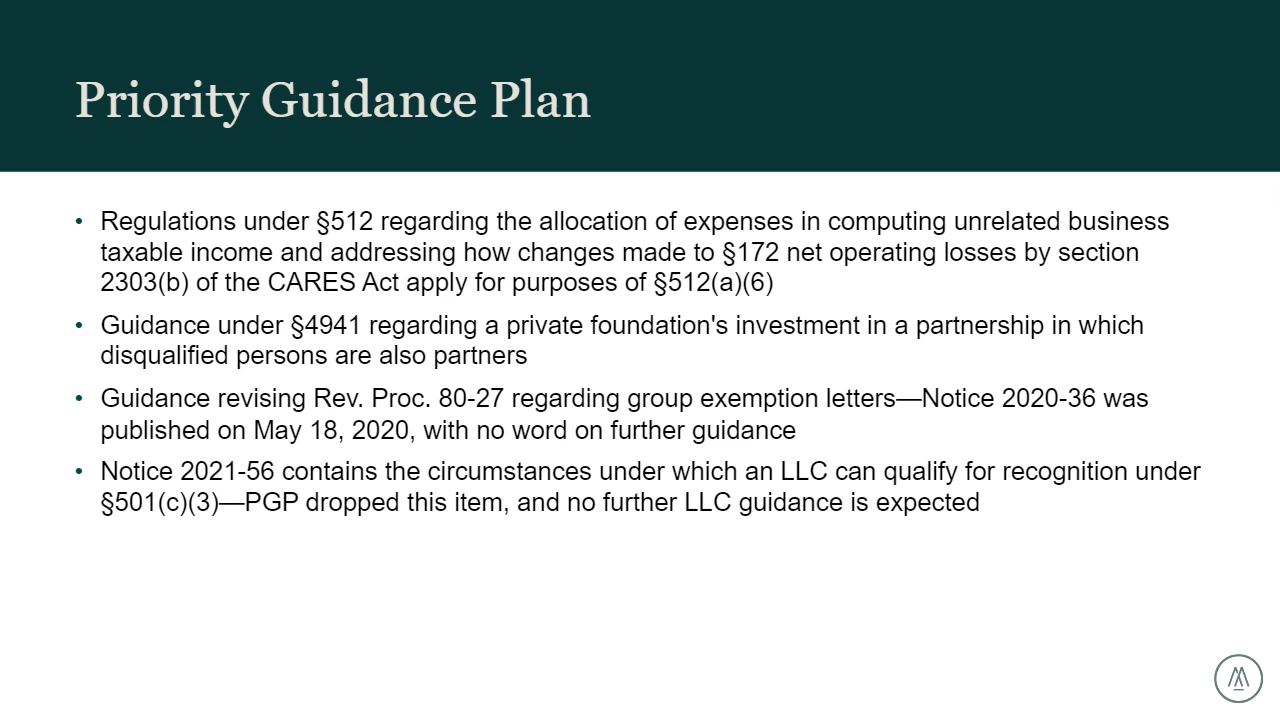 Priority Guidance Plan
• Regulations under §512 regarding the allocation of expenses in computing unrelated business
taxable income and addressing how changes made to §172 net operating losses by section
2303(b) of the CARES Act apply for purposes of §512(a)(6)
• Guidance under §4941 regarding a private foundation's investment in a partnership in which
disqualified persons are also partners
• Guidance revising Rev. Proc. 80-27 regarding group exemption letters—Notice 2020-36 was
published on May 18, 2020, with no word on further guidance
• Notice 2021-56 contains the circumstances under which an LLC can qualify for recognition under
§501(c)(3)—PGP dropped this item, and no further LLC guidance is expected